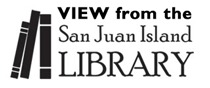 VIEW from the
San Juan Island
LIBRARY